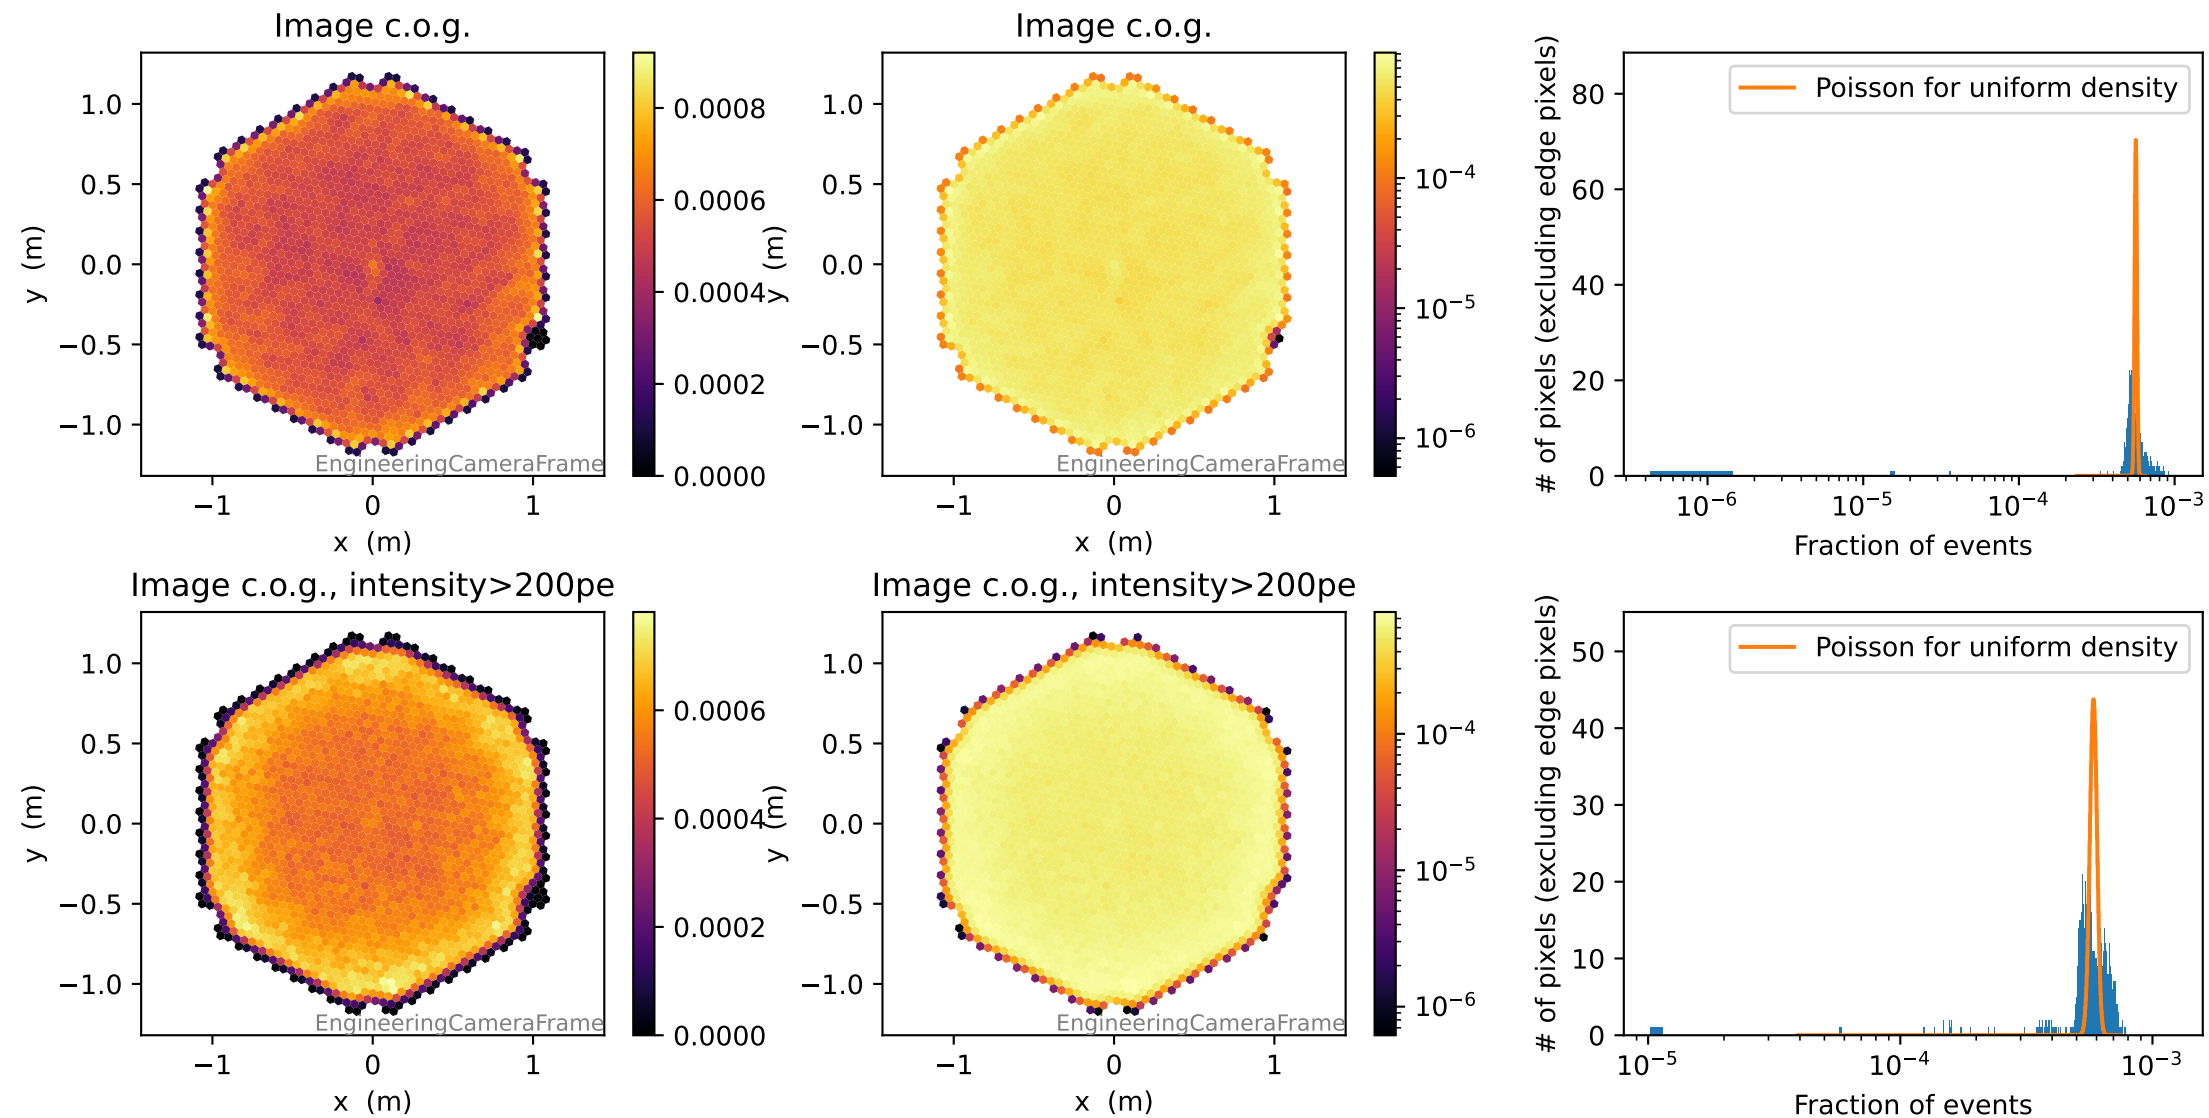 Image c.o.g.
1.0
0.5
0.0
−0.5
−1.0
y (m)
−1
0
1
x (m)
EngineeringCameraFrame
0.0008
0.0006
0.0004
0.0002
0.0000
Image c.o.g.
1.0
0.5
0.0
−0.5
−1.0
y (m)
−1
0
1
x (m)
EngineeringCameraFrame
10⁻⁴
10⁻⁵
10⁻⁶
Poisson for uniform density
# of pixels (excluding edge pixels)
80
60
40
20
0
10⁻⁶
10⁻⁵
10⁻⁴
10⁻³
Fraction of events
Image c.o.g., intensity>200pe
1.0
0.5
0.0
−0.5
−1.0
y (m)
−1
0
1
x (m)
EngineeringCameraFrame
0.0006
0.0004
0.0002
0.0000
Image c.o.g., intensity>200pe
1.0
0.5
0.0
−0.5
−1.0
y (m)
−1
0
1
x (m)
EngineeringCameraFrame
10⁻⁴
10⁻⁵
10⁻⁶
Poisson for uniform density
# of pixels (excluding edge pixels)
50
40
30
20
10
0
10⁻⁵
10⁻⁴
10⁻³
Fraction of events